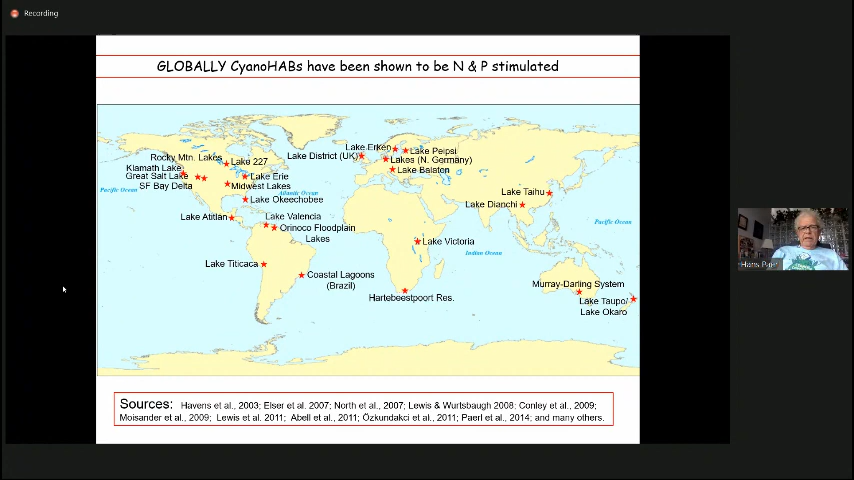 Recording
GLOBALLY CyanoHABs have been shown to be N & P stimulated
Lake Erken
Lake Peipsi
Rocky Mtn. Lakes
Lake 227
Lake District (UK)
Lakes (N. Germany)
Klamath Lake
Lake Balaton
Great Salt Lake
Lake Erie
SF Bay Delta
Midwest Lakes
Pacific Ocean
Atlantic Ocean
Lake Taihu
Lake Okeechobee
Lake Dianchi
Lake Atitlan
Lake Valencia
Pacific Ocean
Orinoco Floodplain
Lakes
Lake Victoria
Indian Ocean
Lake Titicaca
Coastal Lagoons
(Brazil)
Murray-Darling System
Hartebeestpoort Res.
Lake Taupo/
Lake Okaro
Hans Paerl
Sources: Havens et al., 2003; Elser et al. 2007; North et al., 2007; Lewis & Wurtsbaugh 2008; Conley et al., 2009;
Moisander et al., 2009; Lewis et al. 2011; Abell et al., 2011; Özkundakci et al., 2011; Paerl et al., 2014; and many others.